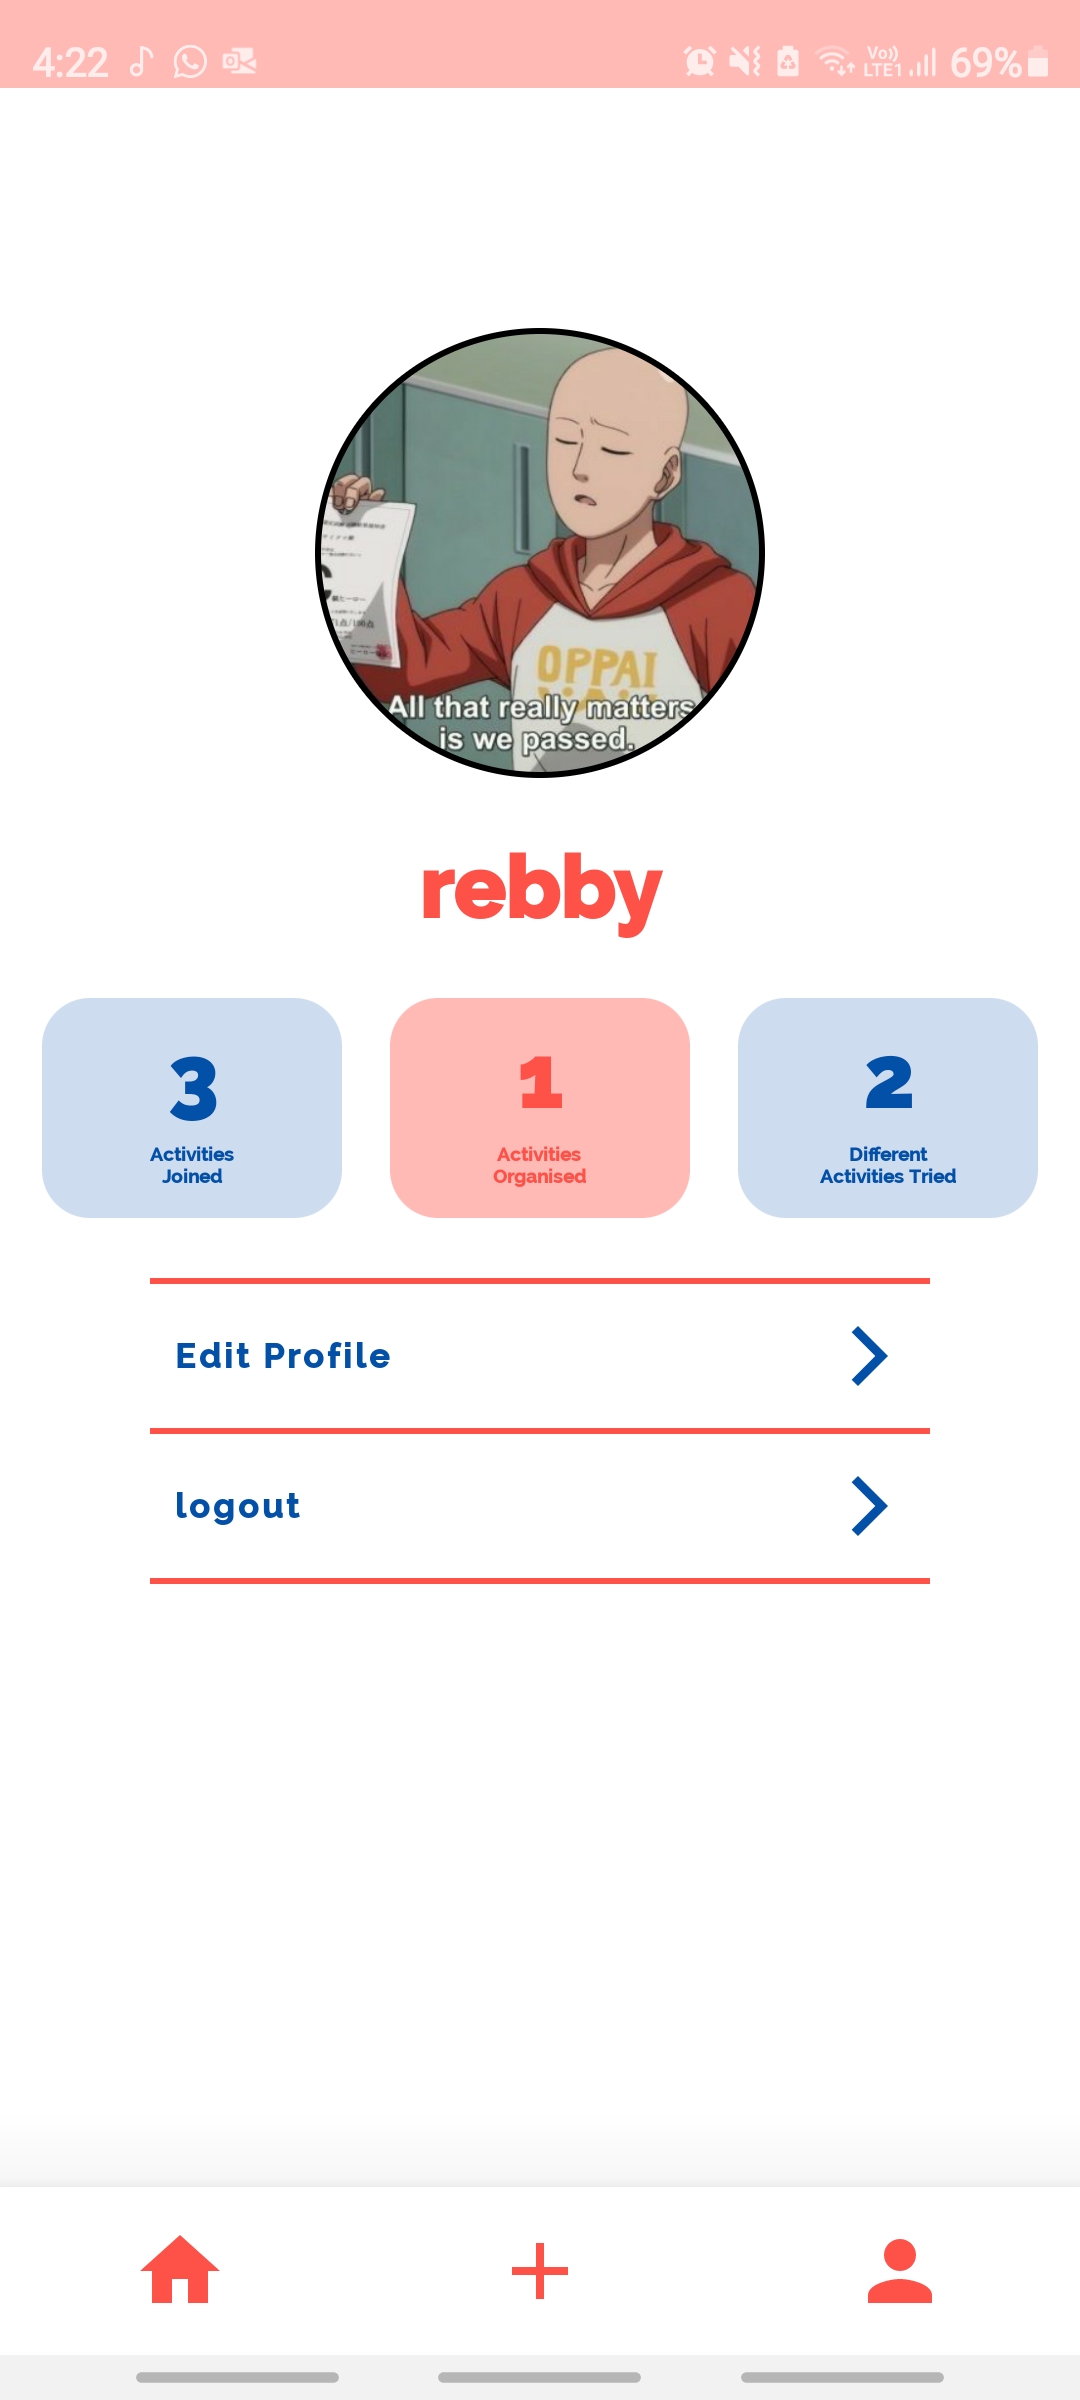 4:22
Vo))
LTE1
69%
OPPAI
All that really matters
is we passed.
rebby
3
Activities
Joined
1
Activities
Organised
2
Different
Activities Tried
Edit Profile
logout